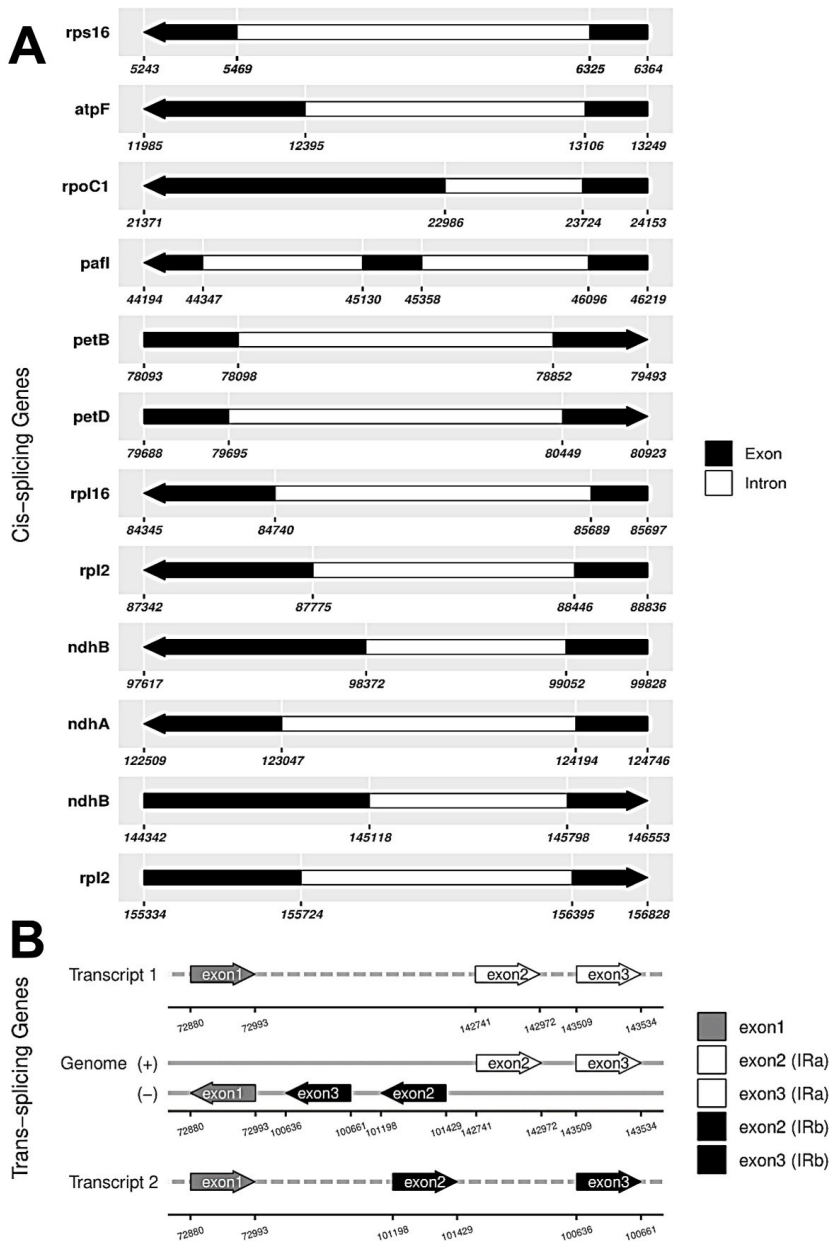 A
Cis-splicing Genes
rps16
5243 5469 6325 6364
atpF
11985 12395 13106 13249
rpoC1
21371 22986 23724 24153
pafI
44194 44347 45130 45358 46096 46219
petB
78093 78098 78852 79493
petD
79688 79695 80449 80923
rpl16
84345 84740 85689 85697
rpl2
87342 87775 88446 88836
ndhB
97617 98372 99052 99828
ndhA
122509 123047 124194 124746
ndhB
144342 145118 145798 146553
rpl2
155334 155724 156395 156828
Exon
Intron
B
Trans-splicing Genes
Transcript 1 exon1 exon2 exon3
72880 72993 142741 142972 143509 143534
Genome (+) exon2 exon3
(-) exon1 exon3 exon2
72880 72993 100636 100661 101198 101429 142741 142972 143509 143534
Transcript 2 exon1 exon2 exon3
72880 72993 101198 101429 100636 100661
exon1
exon2 (IRa)
exon3 (IRa)
exon2 (IRb)
exon3 (IRb)